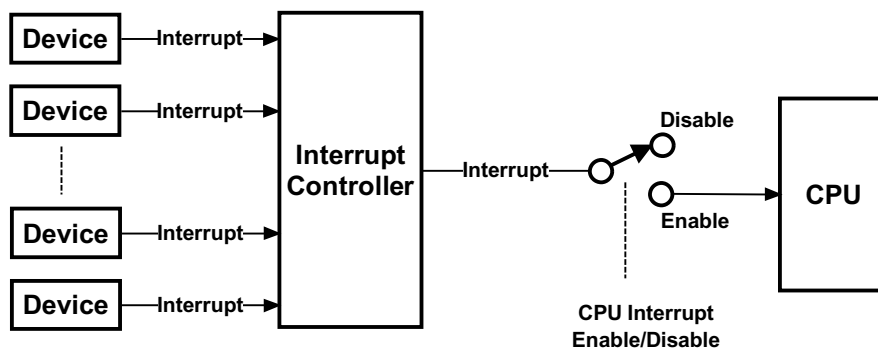 Device
Interrupt
Device
Interrupt
Device
Interrupt
Device
Interrupt
Interrupt
Controller
Interrupt
Disable
Enable
CPU
CPU Interrupt
Enable/Disable